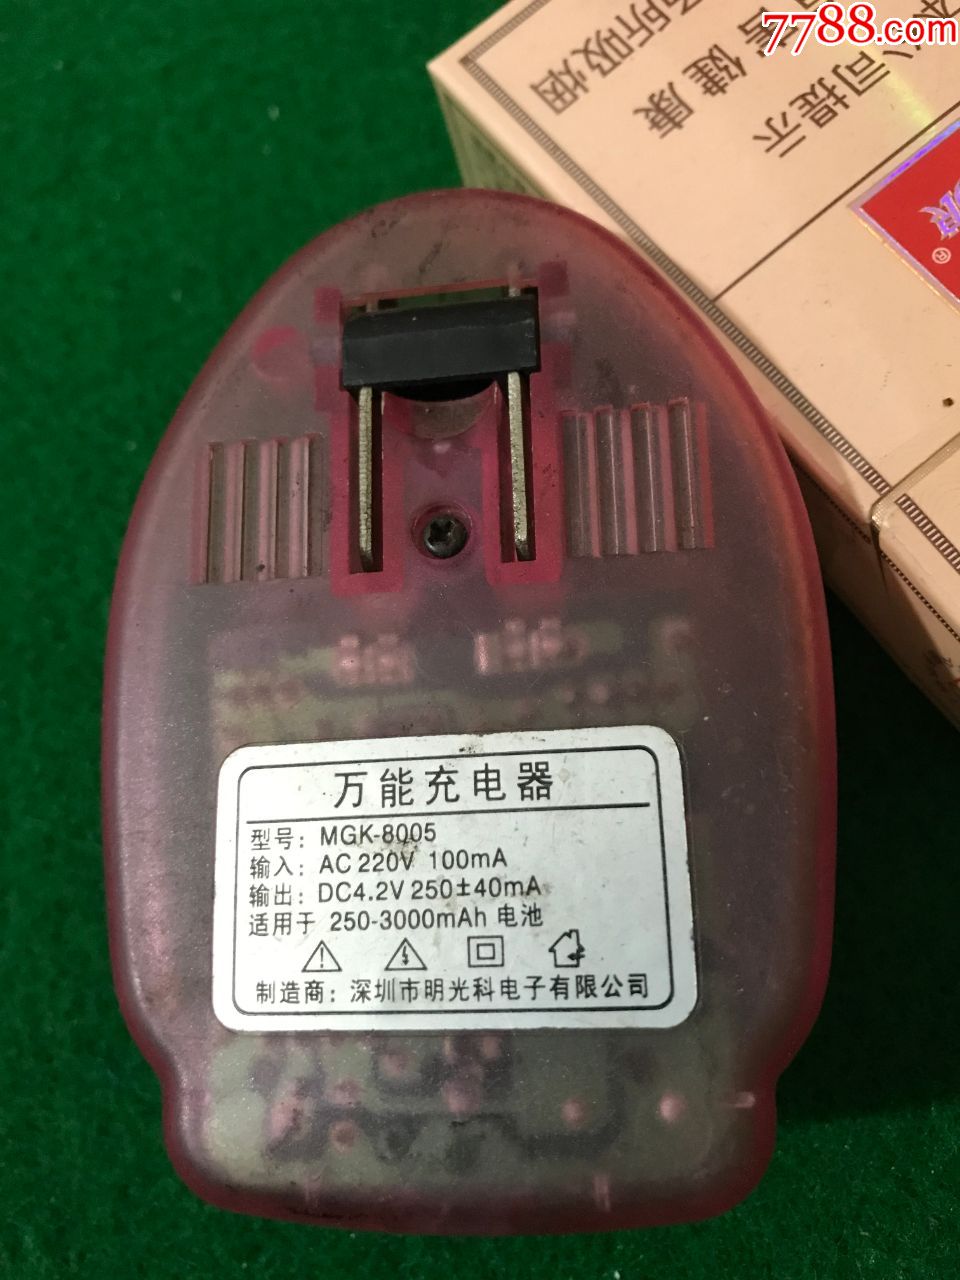 7788.com
本公司提示
康健
所吸烟
®
万能充电器
型号: MGK-8005
输入: AC 220V 100mA
输出: DC4.2V 250±40mA
适用于 250-3000mAh 电池
制造商: 深圳市明光科电子有限公司